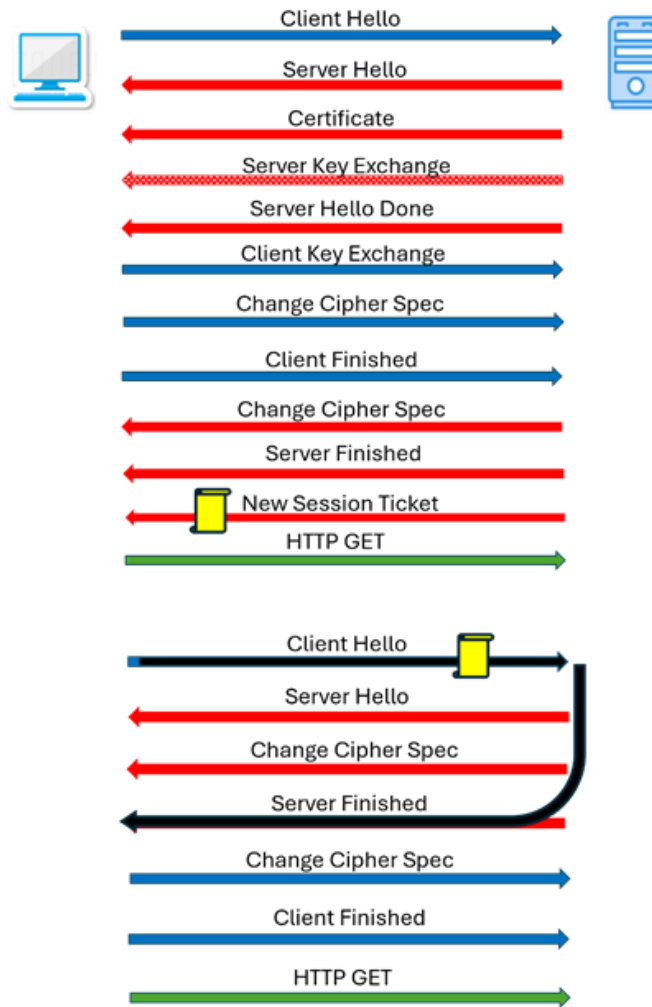 Client Hello
Server Hello
Certificate
Server Key Exchange
Server Hello Done
Client Key Exchange
Change Cipher Spec
Client Finished
Change Cipher Spec
Server Finished
New Session Ticket
HTTP GET
Client Hello
Server Hello
Change Cipher Spec
Server Finished
Change Cipher Spec
Client Finished
HTTP GET